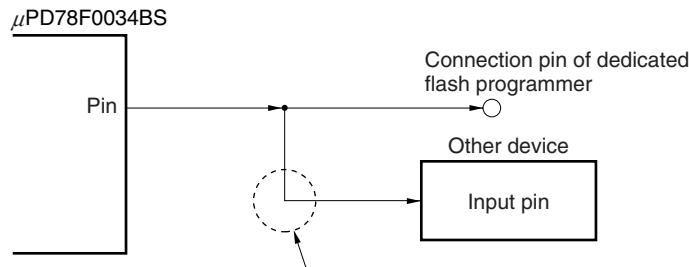 μPD78F0034BS
Connection pin of dedicated
flash programmer
Pin
Other device
Input pin